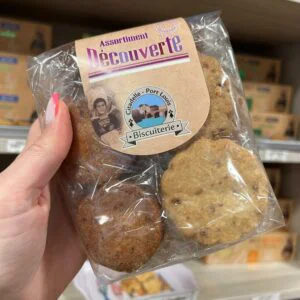 Assortiment
Découverte
Citadelle - Port Louis
Biscuiterie